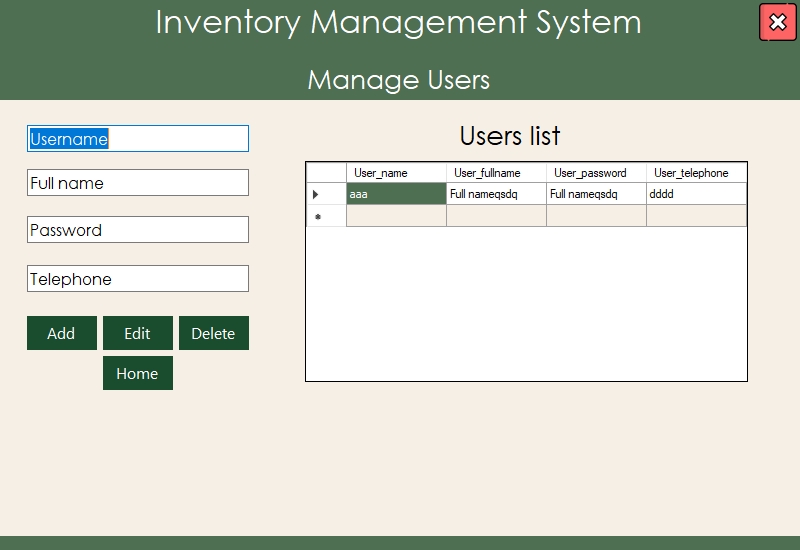 Inventory Management System
Manage Users
Username
Full name
Password
Telephone
Add Edit Delete
Home
Users list
User_name User_fullname User_password User_telephone
aaa Full nameqsdq Full nameqsdq dddd